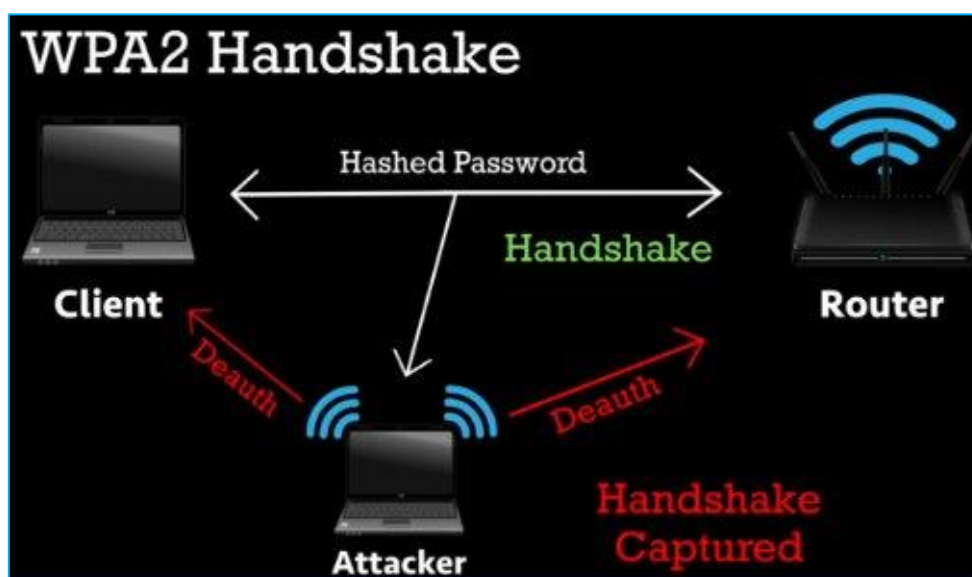 WPA2 Handshake
Hashed Password
Handshake
Client
Router
Deauth
Deauth
Handshake
Captured
Attacker